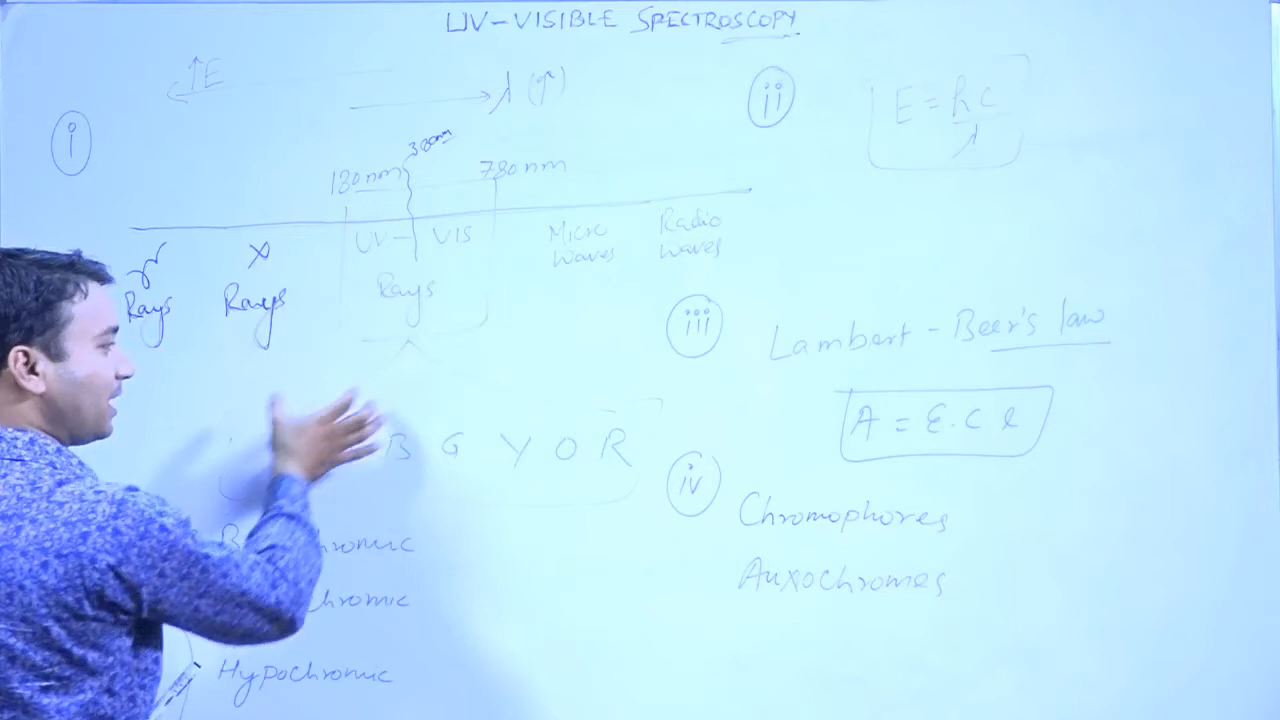 UV-VISIBLE SPECTROSCOPY
↑E
λ (↑)
i
180nm
380nm
780nm
γ Rays
X Rays
UV- VIS Rays
Micro waves
Radio waves
B G Y O R
Hypochromic
ii
E = hc/λ
iii
Lambert - Beer's law
A = ε.c l
iv
Chromophores
Auxochromes